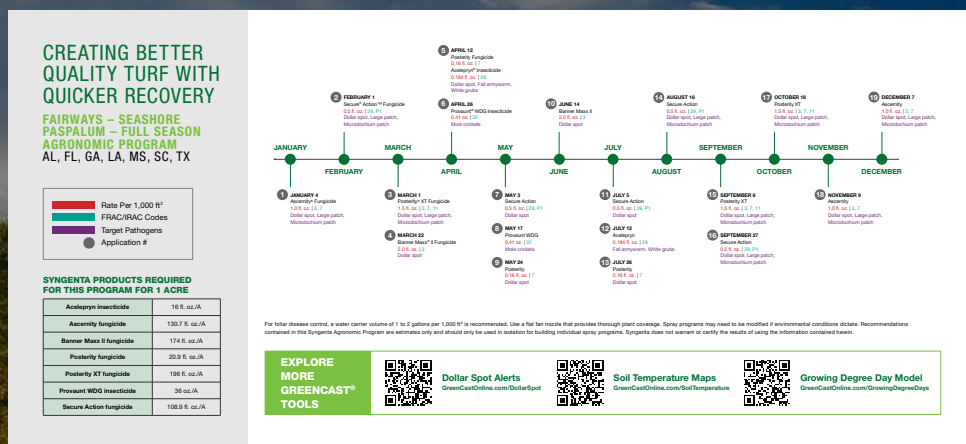 CREATING BETTER
QUALITY TURF WITH
QUICKER RECOVERY
FAIRWAYS – SEASHORE
PASPALUM – FULL SEASON
AGRONOMIC PROGRAM
AL, FL, GA, LA, MS, SC, TX
Rate Per 1,000 ft²
FRAC/IRAC Codes
Target Pathogens
Application #
SYNGENTA PRODUCTS REQUIRED
FOR THIS PROGRAM FOR 1 ACRE
Acelepryn insecticide 16 fl. oz./A
Ascernity fungicide 130.7 fl. oz./A
Banner Maxx II fungicide 174 fl. oz./A
Posterity fungicide 20.9 fl. oz./A
Posterity XT fungicide 196 fl. oz./A
Provaunt WDG insecticide 36 oz./A
Secure Action fungicide 108.9 fl. oz./A
JANUARY
FEBRUARY
MARCH
APRIL
MAY
JUNE
JULY
AUGUST
SEPTEMBER
OCTOBER
NOVEMBER
DECEMBER
1 JANUARY 4
Ascernity® Fungicide
1.0 fl. oz. | 3, 7
Dollar spot, Large patch,
Microdochium patch
2 FEBRUARY 1
Secure® Action™ Fungicide
0.5 fl. oz. | 29, P1
Dollar spot, Large patch,
Microdochium patch
3 MARCH 1
Posterity® XT Fungicide
1.5 fl. oz. | 3, 7, 11
Dollar spot, Large patch,
Microdochium patch
4 MARCH 22
Banner Maxx® II Fungicide
2.0 fl. oz. | 3
Dollar spot
5 APRIL 12
Posterity Fungicide
0.16 fl. oz. | 7
Acelepryn® Insecticide
0.184 fl. oz. | 28
Dollar spot, Fall armyworm,
White grubs
6 APRIL 26
Provaunt® WDG Insecticide
0.41 oz. | 22
Mole crickets
7 MAY 3
Secure Action
0.5 fl. oz. | 29, P1
Dollar spot
8 MAY 17
Provaunt WDG
0.41 oz. | 22
Mole crickets
9 MAY 24
Posterity
0.16 fl. oz. | 7
Dollar spot
10 JUNE 14
Banner Maxx II
2.0 fl. oz. | 3
Dollar spot
11 JULY 5
Secure Action
0.5 fl. oz. | 29, P1
Dollar spot
12 JULY 12
Acelepryn
0.184 fl. oz. | 28
Fall armyworm, White grubs
13 JULY 26
Posterity
0.16 fl. oz. | 7
Dollar spot
14 AUGUST 16
Secure Action
0.5 fl. oz. | 29, P1
Dollar spot, Large patch,
Microdochium patch
15 SEPTEMBER 6
Posterity XT
1.5 fl. oz. | 3, 7, 11
Dollar spot, Large patch,
Microdochium patch
16 SEPTEMBER 27
Secure Action
0.5 fl. oz. | 29, P1
Dollar spot, Large patch,
Microdochium patch
17 OCTOBER 18
Posterity XT
1.5 fl. oz. | 3, 7, 11
Dollar spot, Large patch,
Microdochium patch
18 NOVEMBER 9
Ascernity
1.0 fl. oz. | 3, 7
Dollar spot, Large patch,
Microdochium patch
19 DECEMBER 7
Ascernity
1.0 fl. oz. | 3, 7
Dollar spot, Large patch,
Microdochium patch
For foliar disease control, a water carrier volume of 1 to 2 gallons per 1,000 ft² is recommended. Use a flat fan nozzle that provides thorough plant coverage. Spray programs may need to be modified if environmental conditions dictate. Recommendations
contained in this Syngenta Agronomic Program are estimates only and should only be used in isolation for building individual spray programs. Syngenta does not warrant or certify the results of using the information contained herein.
EXPLORE
MORE
GREENCAST®
TOOLS
Dollar Spot Alerts
GreenCastOnline.com/DollarSpot
Soil Temperature Maps
GreenCastOnline.com/SoilTemperature
Growing Degree Day Model
GreenCastOnline.com/GrowingDegreeDays